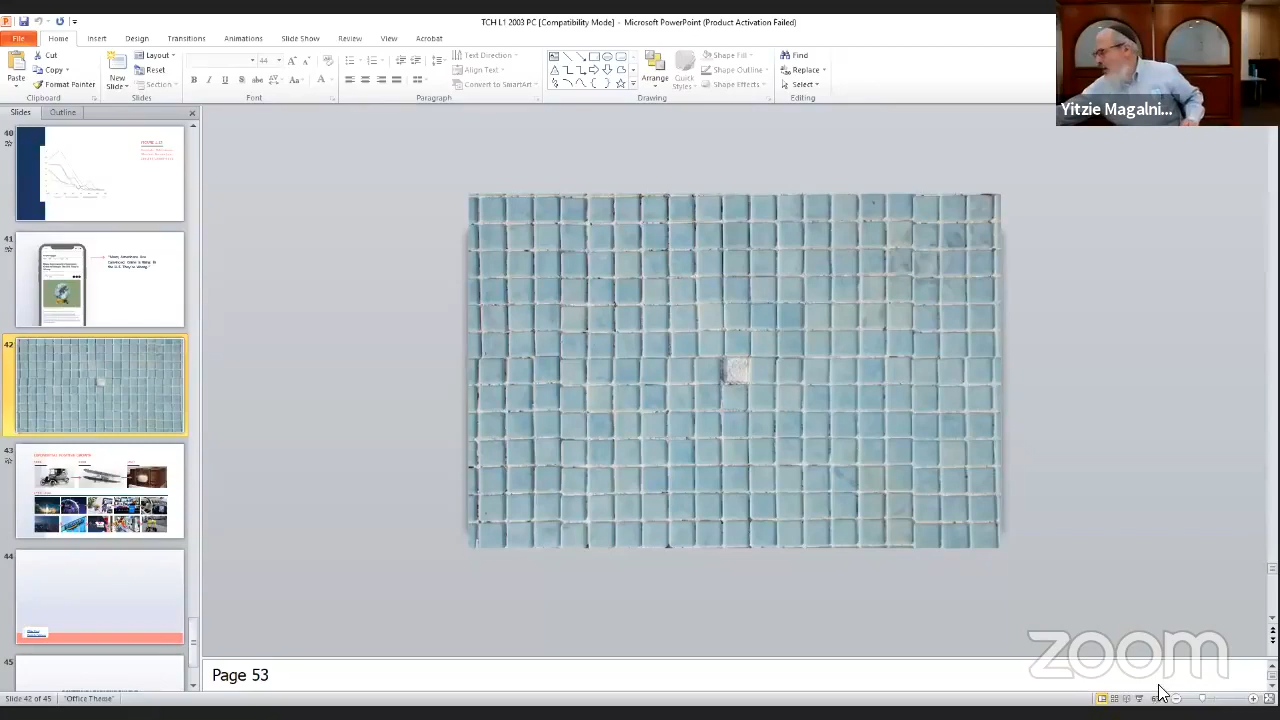 TCH L1 2003 PC [Compatibility Mode] - Microsoft PowerPoint (Product Activation Failed)
File Home Insert Design Transitions Animations Slide Show Review View Acrobat
Cut
Copy
Format Painter
Paste
Clipboard
New
Slide
Layout
Reset
Section
Slides
44
Font
Text Direction
Align Text
Convert to SmartArt
Paragraph
Arrange
Quick
Styles
Shape Fill
Shape Outline
Shape Effects
Drawing
Find
Replace
Select
Editing
Yitzie Magalni...
Slides Outline
40
41
"Most Americans
42
43
44
45
Page 53
zoom
Slide 42 of 45 "Office Theme"